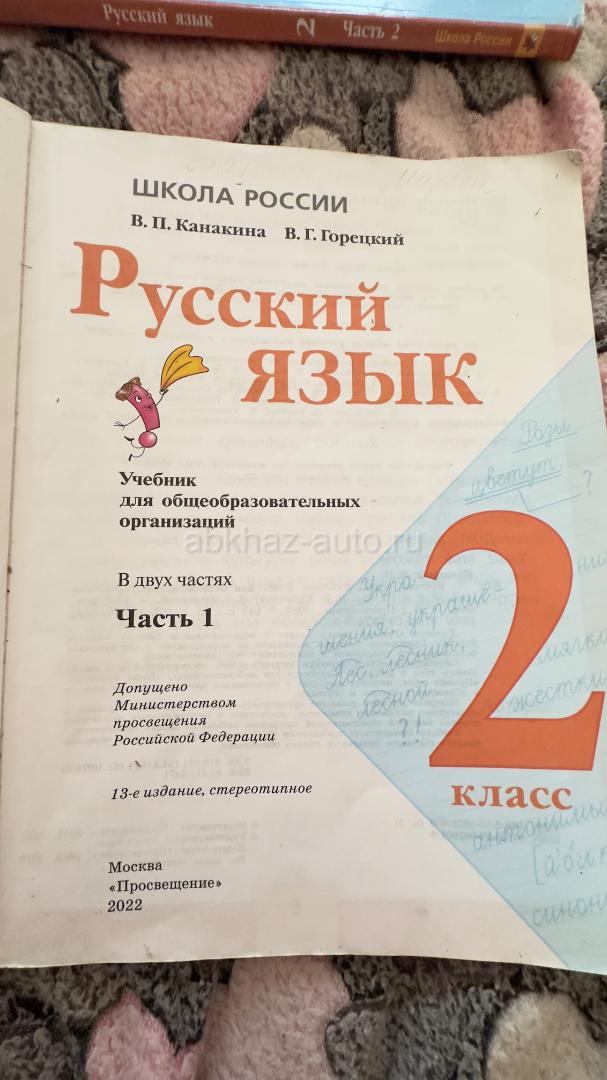 Русский язык 2 Часть 2 Школа России
ШКОЛА РОССИИ
В. П. Канакина В. Г. Горецкий
Русский
язык
Учебник
для общеобразовательных
организаций
abkhaz-auto.ru
В двух частях
Часть 1
Допущено
Министерством
просвещения
Российской Федерации
13-е издание, стереотипное
Москва
«Просвещение»
2022
Розы
цветут.
?
Укра
шения, украше-
Лес, лесник,
лесной
?!
мягки
жестки
2
класс
антонимы
[йбл
синони